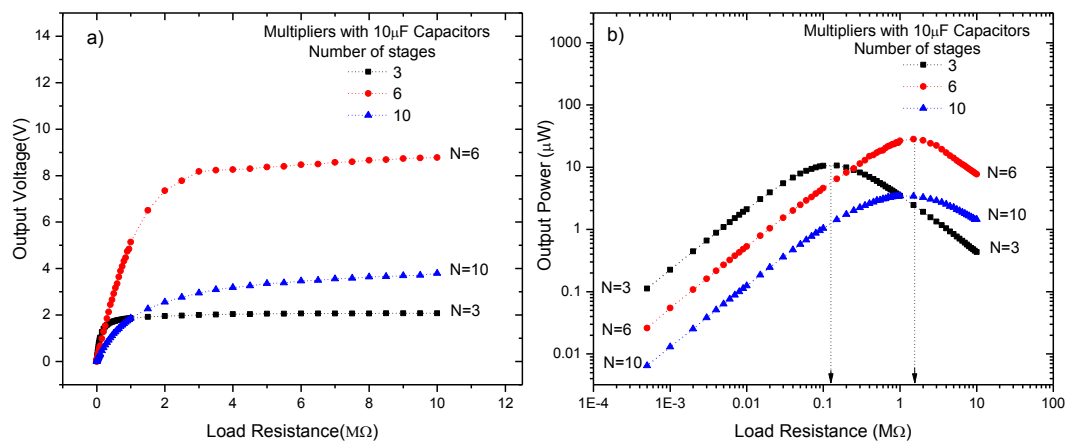 a)
Multipliers with 10μF Capacitors
Number of stages
3
6
10
14
12
10
8
6
4
2
0
Output Voltage(V)
N=6
N=10
N=3
0 2 4 6 8 10 12
Load Resistance(MΩ)
b)
Multipliers with 10μF Capacitors
Number of stages
3
6
10
1000
100
10
1
0.1
0.01
Output Power (μW)
N=6
N=10
N=3
N=3
N=6
N=10
1E-4 1E-3 0.01 0.1 1 10 100
Load Resistance (MΩ)